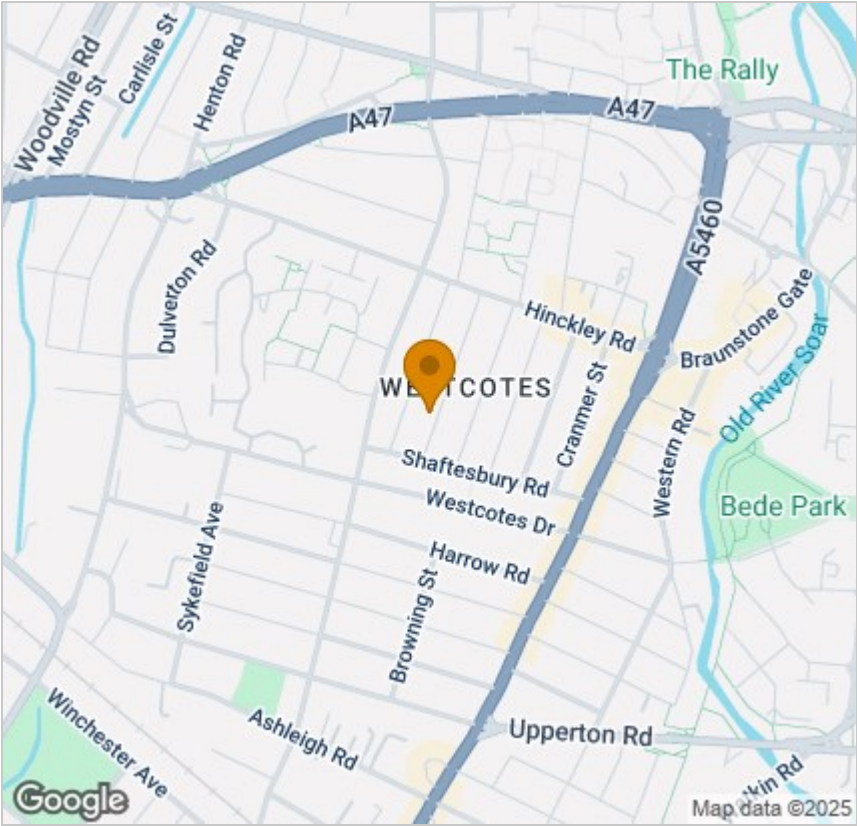 The Rally
Woodville Rd
Mostyn St
Carlisle St
Henton Rd
A47
A47
A5460
Dulverton Rd
Hinckley Rd
Braunstone Gate
Old River Soar
WESTCOTES
Cranmer St
Western Rd
Shaftesbury Rd
Westcotes Dr
Bede Park
Harrow Rd
Sykefield Ave
Browning St
Winchester Ave
Ashleigh Rd
Upperton Rd
Google
Map data ©2025